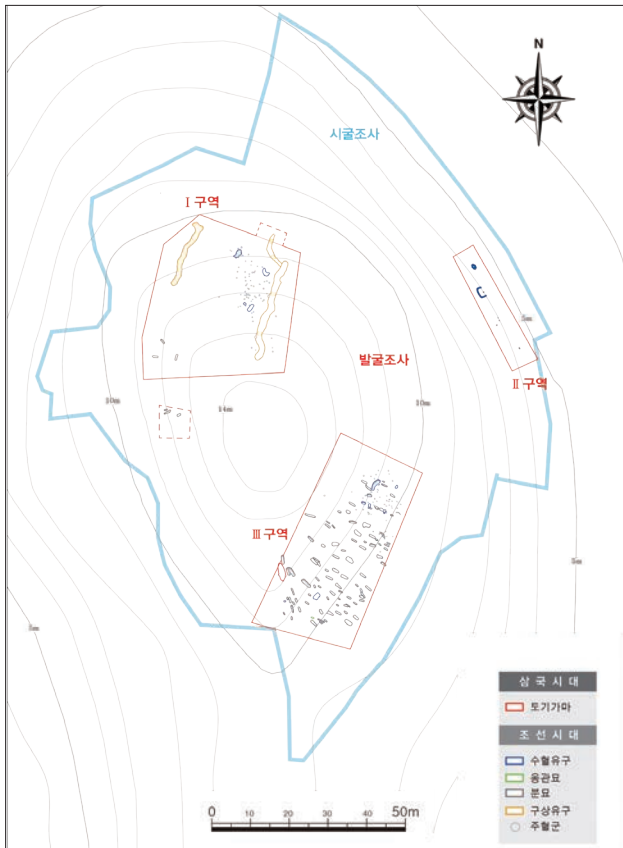 N
시굴조사
Ⅰ구역
5m
발굴조사
Ⅱ구역
10m
14m
10m
Ⅲ구역
5m
5m
삼국시대
토기가마
조선시대
수혈유구
옹관묘
분묘
구상유구
주혈군
0 10 20 30 40 50m